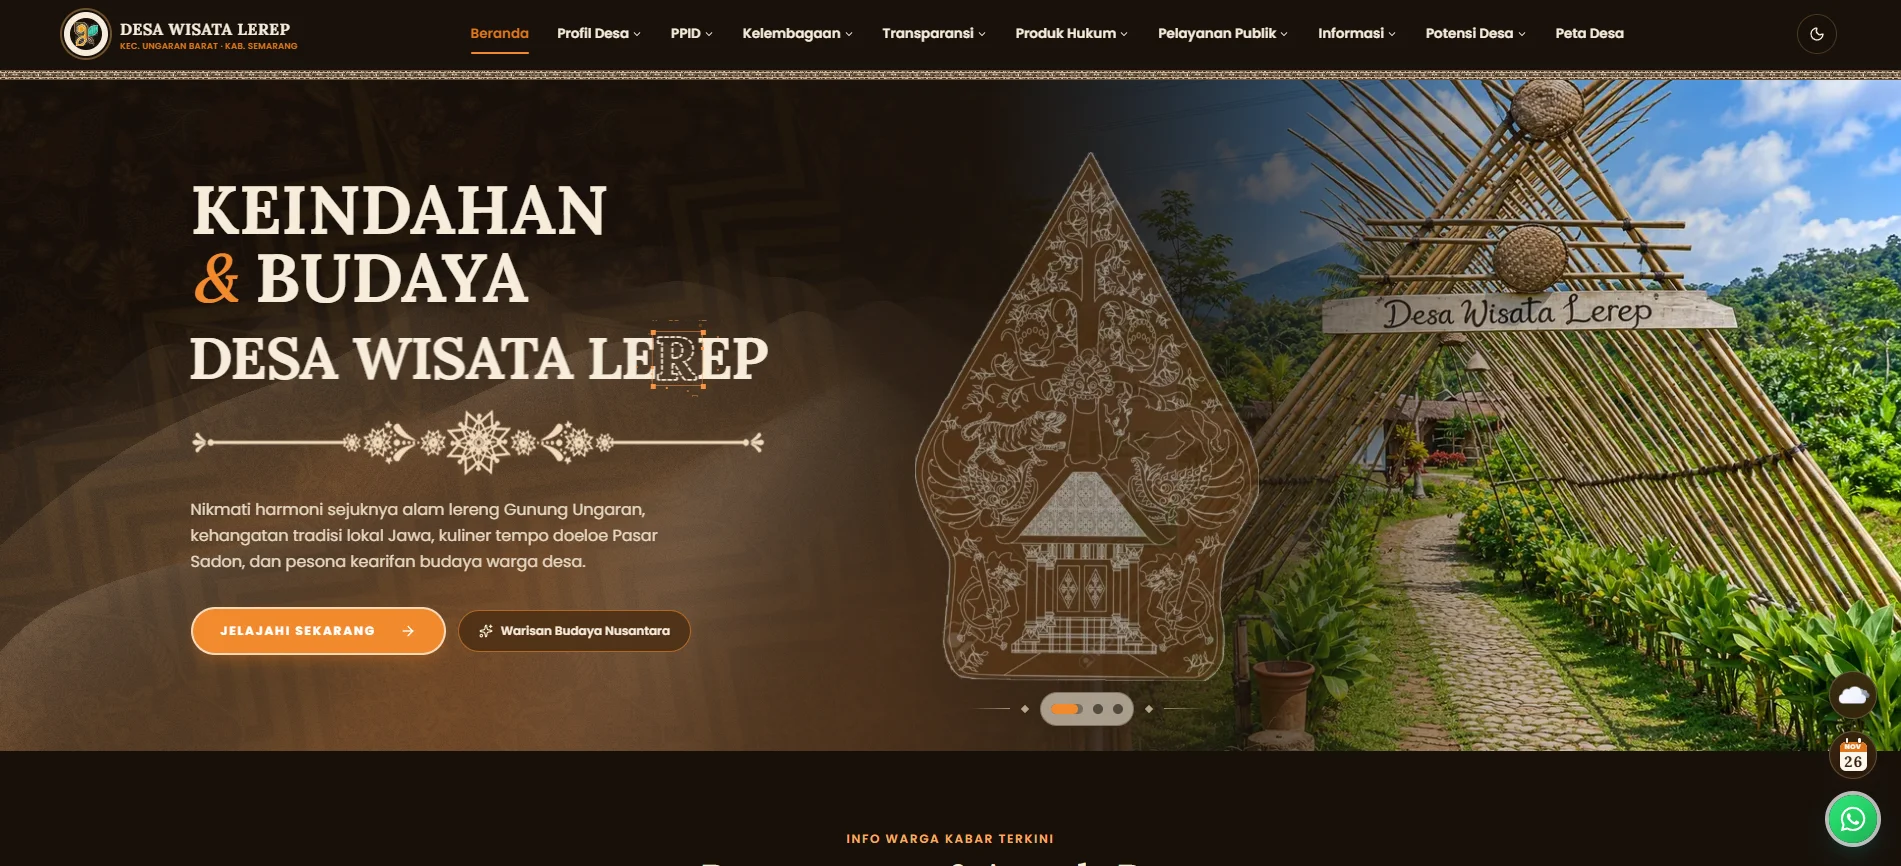 DESA WISATA LEREP
KEC. UNGARAN BARAT · KAB. SEMARANG
Beranda
Profil Desa
PPID
Kelembagaan
Transparansi
Produk Hukum
Pelayanan Publik
Informasi
Potensi Desa
Peta Desa
KEINDAHAN
& BUDAYA
DESA WISATA LEREP
Desa Wisata Lerep
Nikmati harmoni sejuknya alam lereng Gunung Ungaran,
kehangatan tradisi lokal Jawa, kuliner tempo doeloe Pasar
Sadon, dan pesona kearifan budaya warga desa.
JELAJAHI SEKARANG
Warisan Budaya Nusantara
NOV
26
INFO WARGA KABAR TERKINI